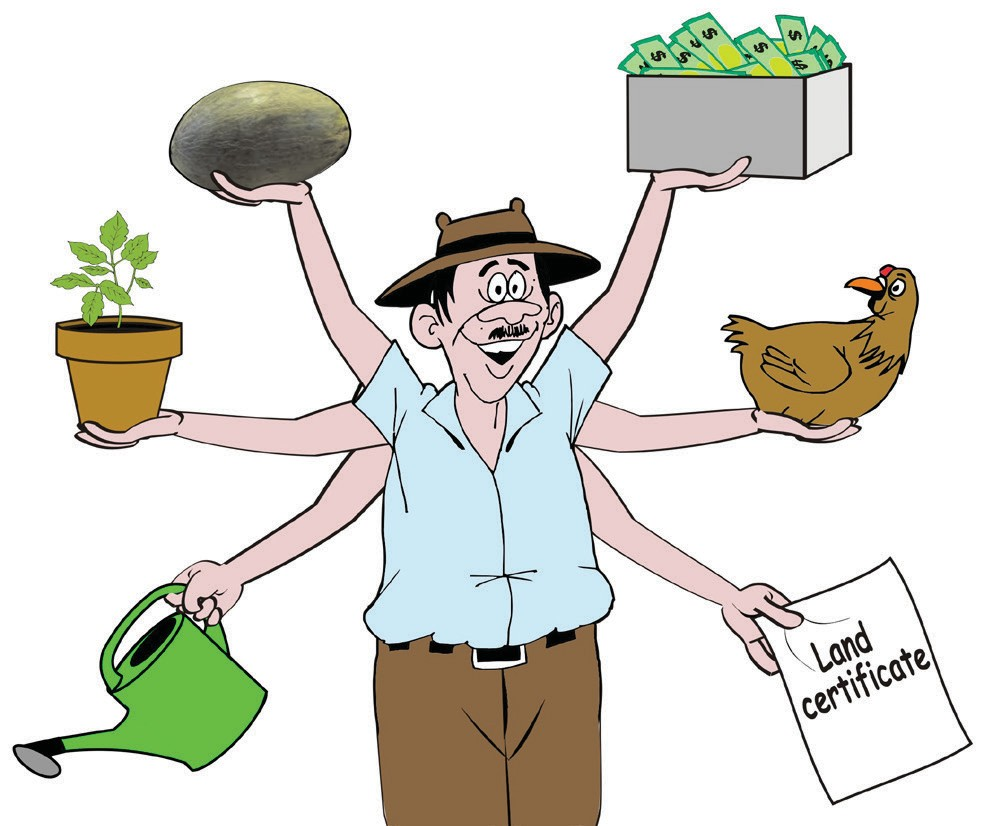 $ $ $ $ $ $ $
Land
certificate